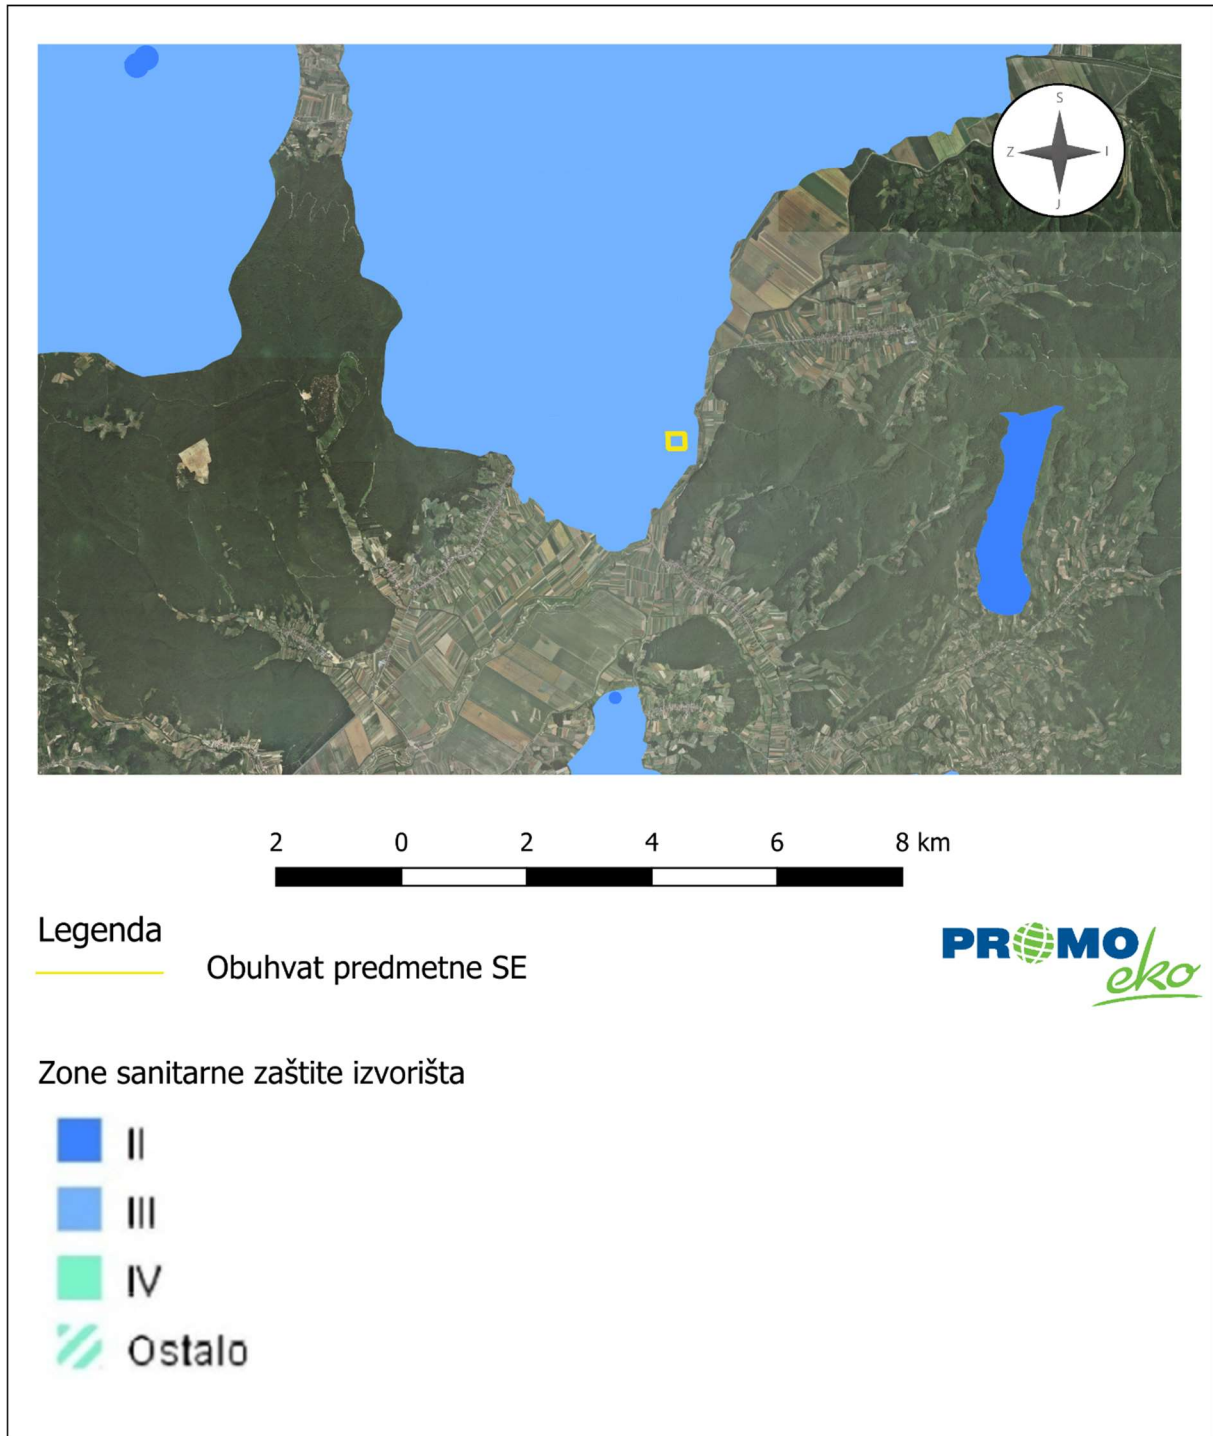 S
Z I
J
2 0 2 4 6 8 km
Legenda
Obuhvat predmetne SE
PROMO
eko
Zone sanitarne zaštite izvorišta
II
III
IV
Ostalo